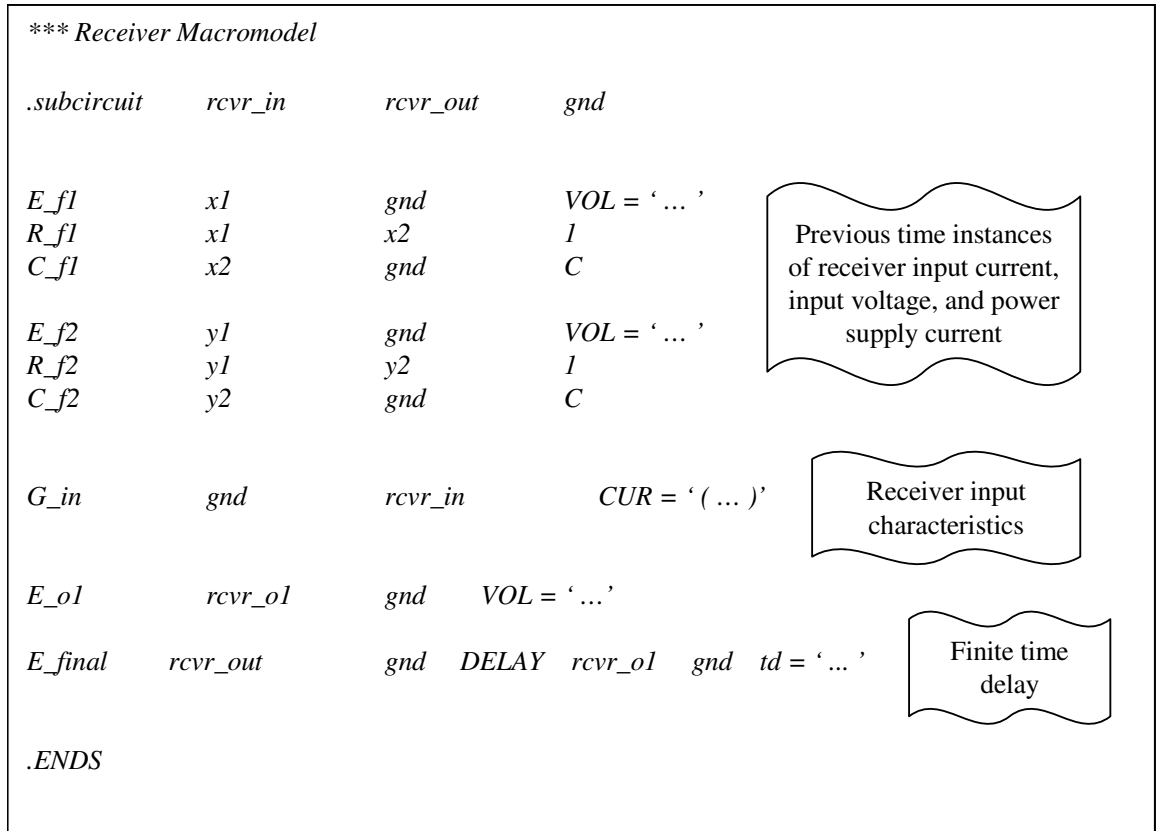 *** Receiver Macromodel
.subcircuit rcvr_in rcvr_out gnd
E_f1 x1 gnd VOL = ‘ … ’
R_f1 x1 x2 1
C_f1 x2 gnd C
Previous time instances
of receiver input current,
input voltage, and power
supply current
E_f2 y1 gnd VOL = ‘ … ’
R_f2 y1 y2 1
C_f2 y2 gnd C
G_in gnd rcvr_in CUR = ‘ ( … )’
Receiver input
characteristics
E_o1 rcvr_o1 gnd VOL = ‘ …’
E_final rcvr_out gnd DELAY rcvr_o1 gnd td = ‘ ... ’
Finite time
delay
.ENDS